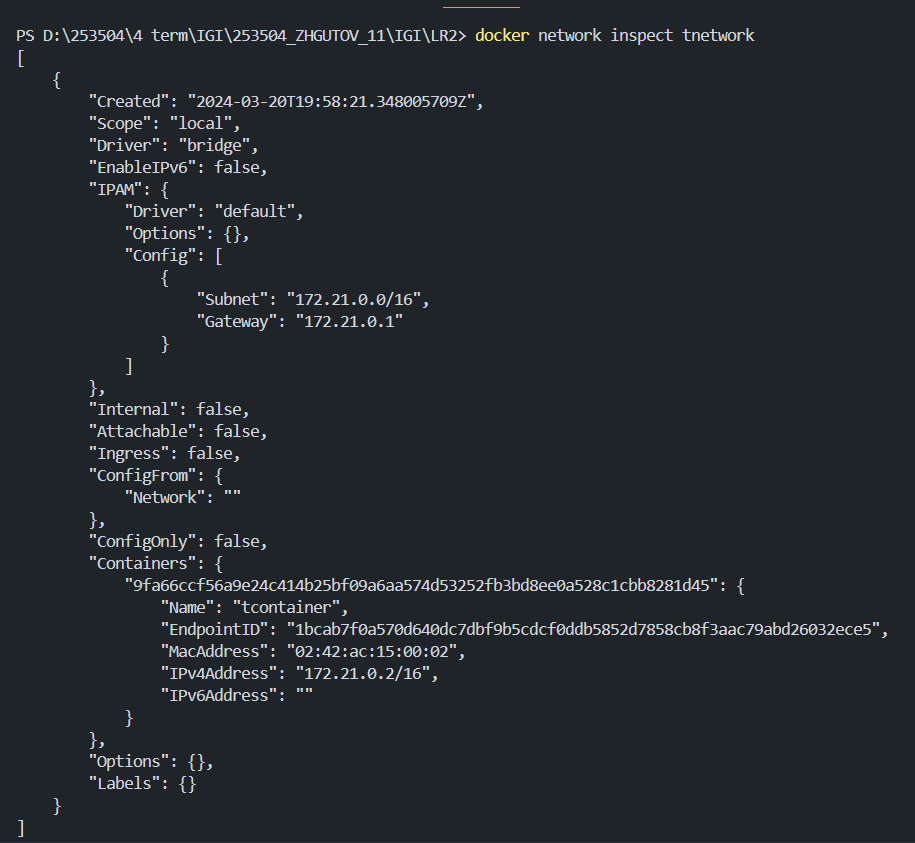 PS D:\253504\4 term\IGI\253504_ZHGUTOV_11\IGI\LR2> docker network inspect tnetwork
[
    {
        "Created": "2024-03-20T19:58:21.348005709Z",
        "Scope": "local",
        "Driver": "bridge",
        "EnableIPv6": false,
        "IPAM": {
            "Driver": "default",
            "Options": {},
            "Config": [
                {
                    "Subnet": "172.21.0.0/16",
                    "Gateway": "172.21.0.1"
                }
            ]
        },
        "Internal": false,
        "Attachable": false,
        "Ingress": false,
        "ConfigFrom": {
            "Network": ""
        },
        "ConfigOnly": false,
        "Containers": {
            "9fa66ccf56a9e24c414b25bf09a6aa574d53252fb3bd8ee0a528c1cbb8281d45": {
                "Name": "tcontainer",
                "EndpointID": "1bcab7f0a570d640dc7dbf9b5cdcf0ddb5852d7858cb8f3aac79abd26032ece5",
                "MacAddress": "02:42:ac:15:00:02",
                "IPv4Address": "172.21.0.2/16",
                "IPv6Address": ""
            }
        },
        "Options": {},
        "Labels": {}
    }
]